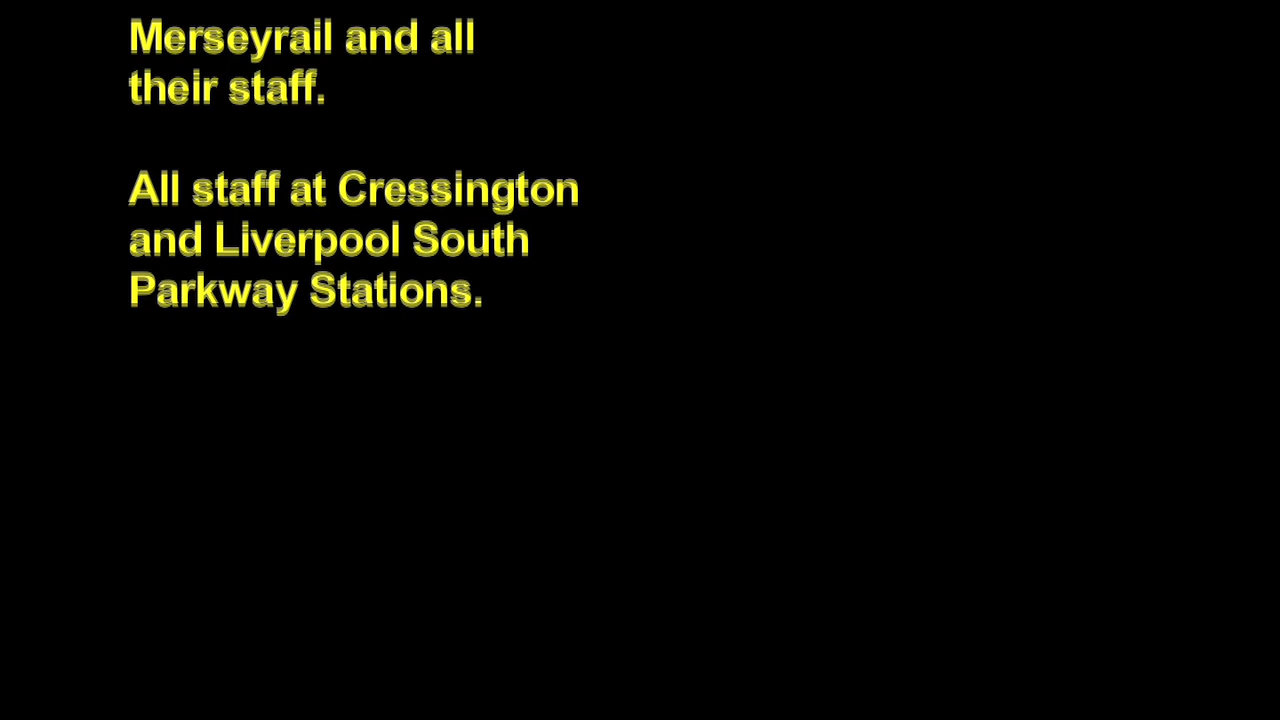 Merseyrail and all
their staff.
All staff at Cressington
and Liverpool South
Parkway Stations.